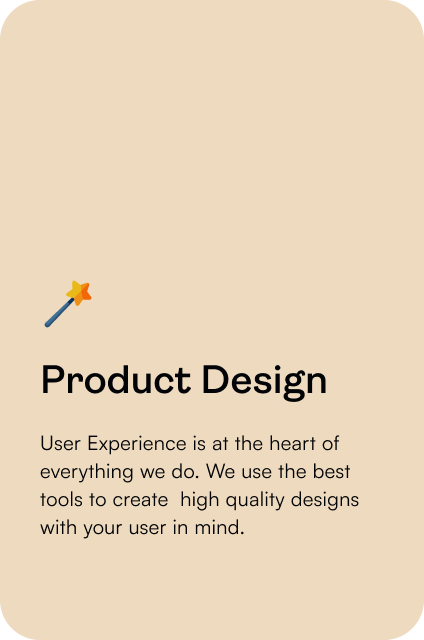 Product Design
User Experience is at the heart of
everything we do. We use the best
tools to create  high quality designs
with your user in mind.